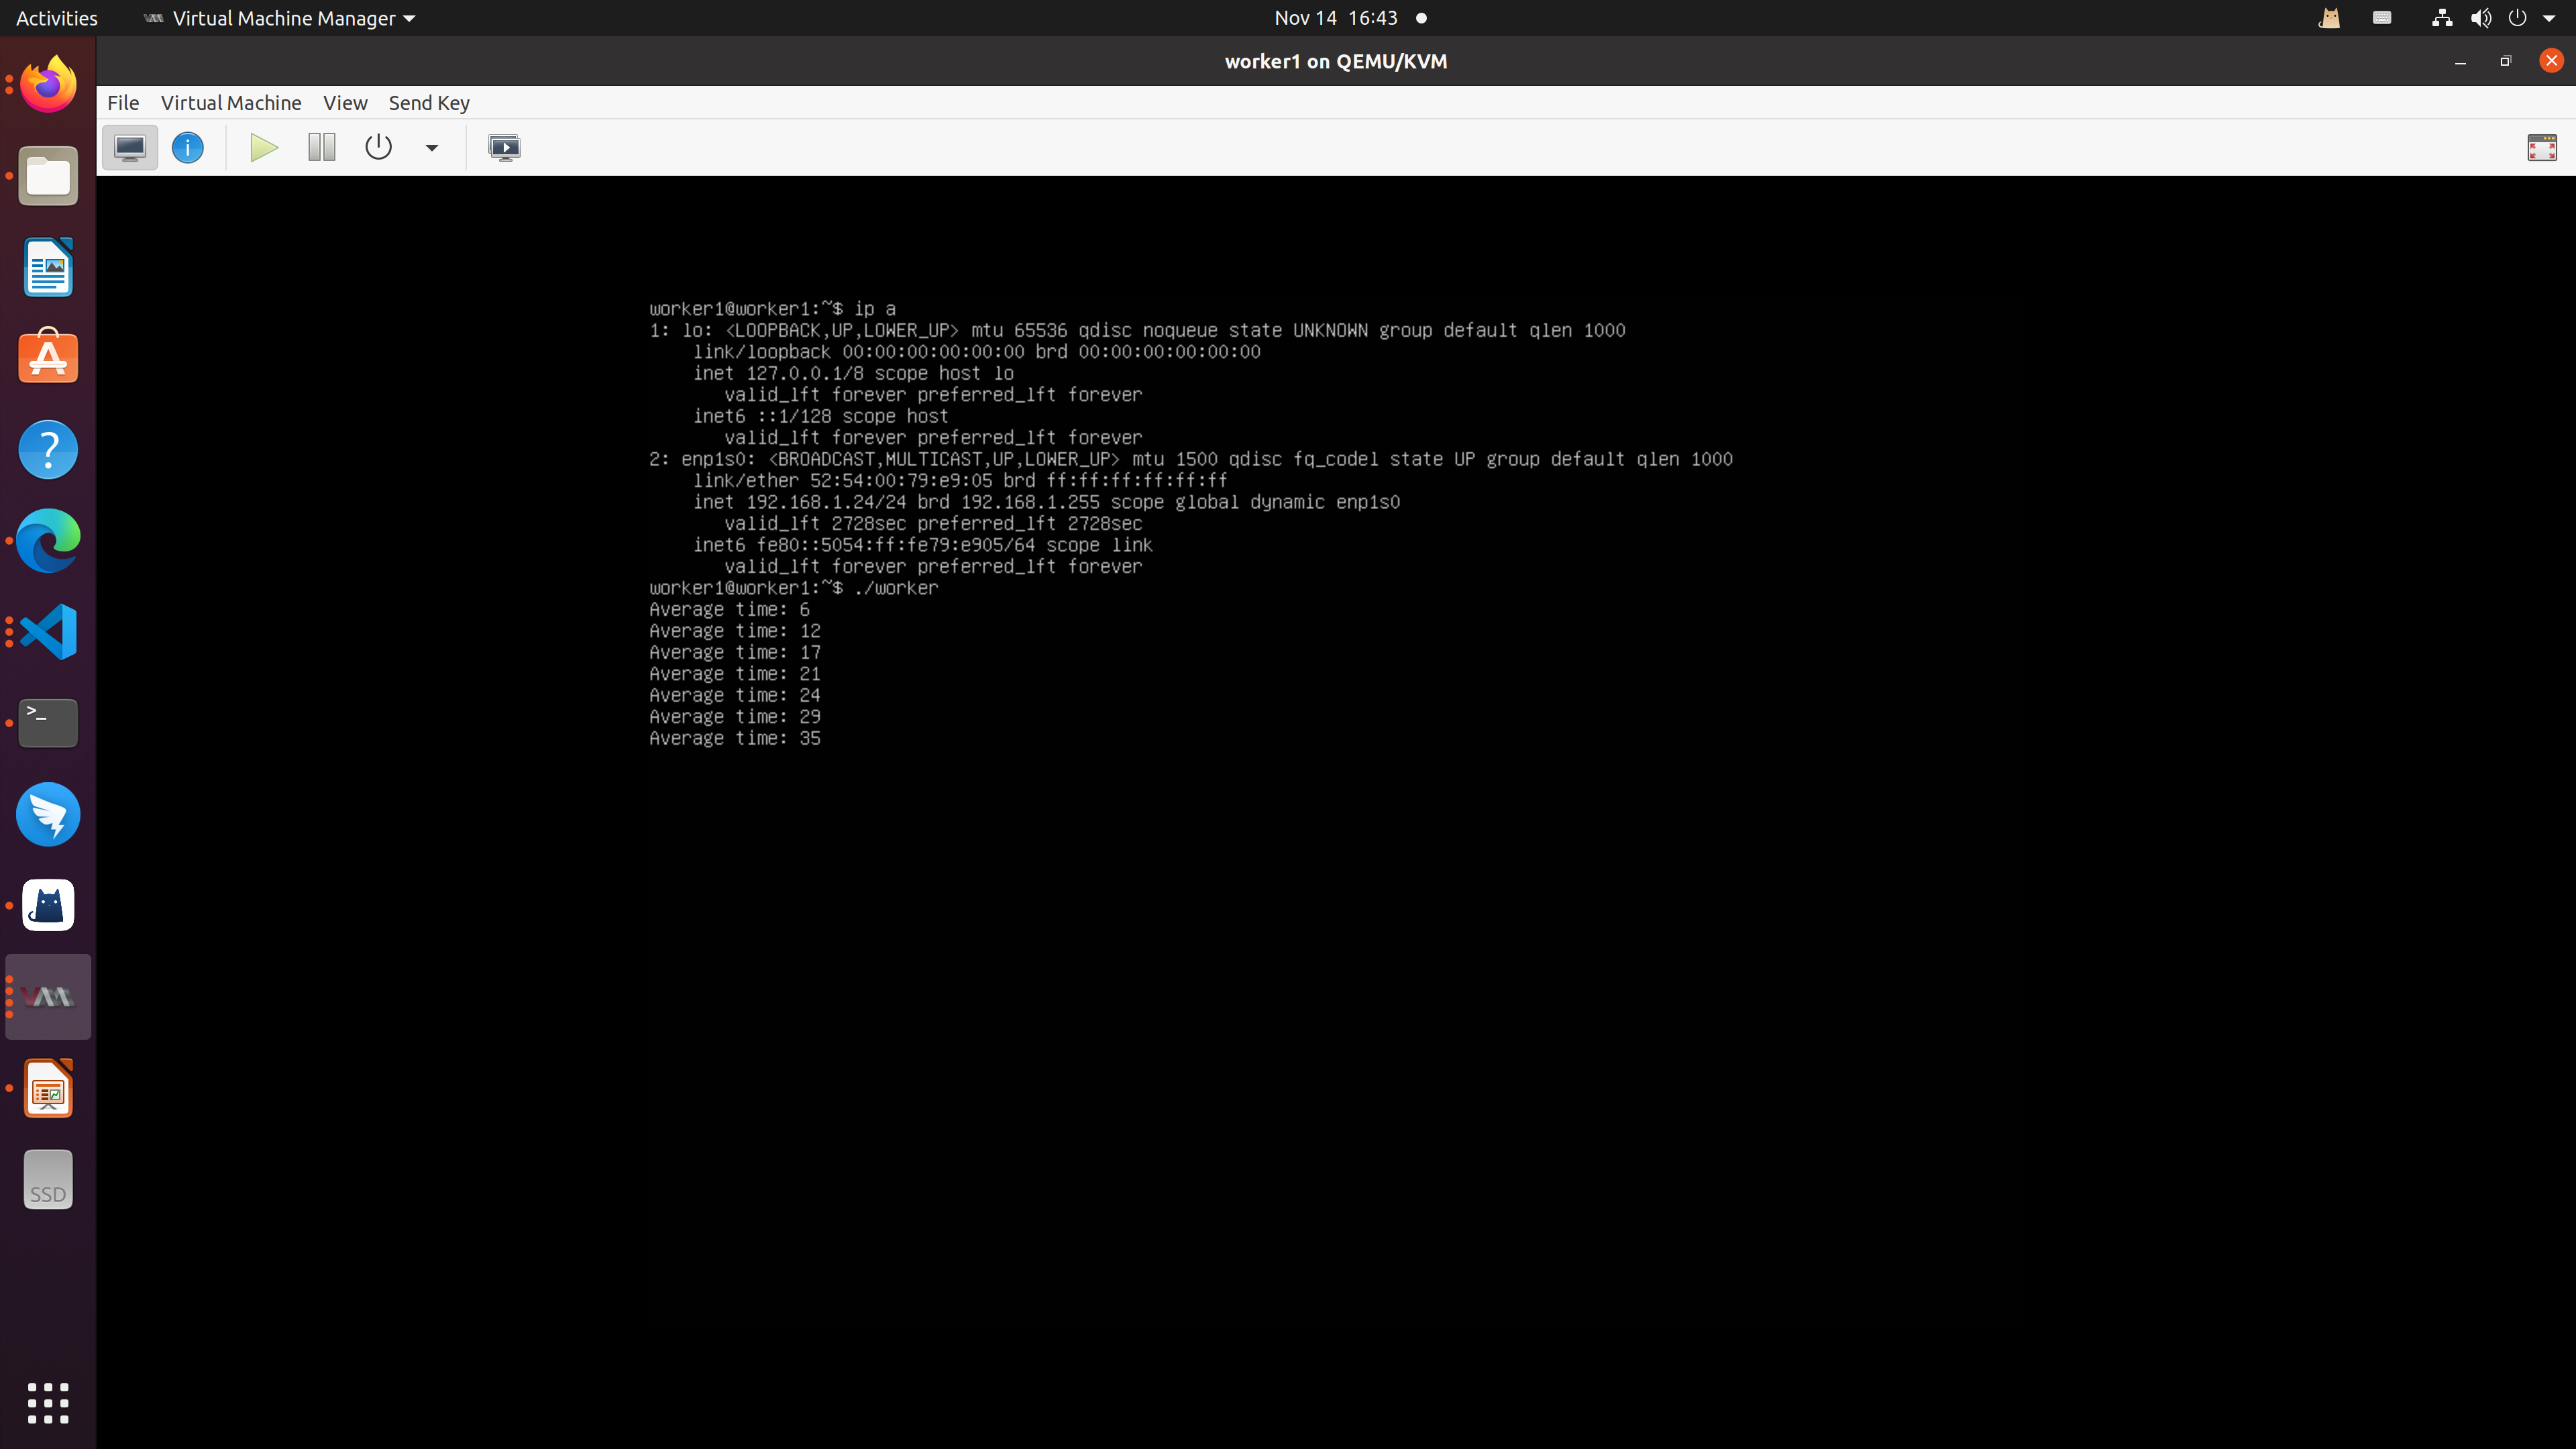 Activities
Virtual Machine Manager
Nov 14 16:43
worker1 on QEMU/KVM
File
Virtual Machine
View
Send Key
worker1@worker1:~$ ip a
1: lo: <LOOPBACK,UP,LOWER_UP> mtu 65536 qdisc noqueue state UNKNOWN group default qlen 1000
    link/loopback 00:00:00:00:00:00 brd 00:00:00:00:00:00
    inet 127.0.0.1/8 scope host lo
       valid_lft forever preferred_lft forever
    inet6 ::1/128 scope host
       valid_lft forever preferred_lft forever
2: enp1s0: <BROADCAST,MULTICAST,UP,LOWER_UP> mtu 1500 qdisc fq_codel state UP group default qlen 1000
    link/ether 52:54:00:79:e9:05 brd ff:ff:ff:ff:ff:ff
    inet 192.168.1.24/24 brd 192.168.1.255 scope global dynamic enp1s0
       valid_lft 2728sec preferred_lft 2728sec
    inet6 fe80::5054:ff:fe79:e905/64 scope link
       valid_lft forever preferred_lft forever
worker1@worker1:~$ ./worker
Average time: 6
Average time: 12
Average time: 17
Average time: 21
Average time: 24
Average time: 29
Average time: 35
SSD